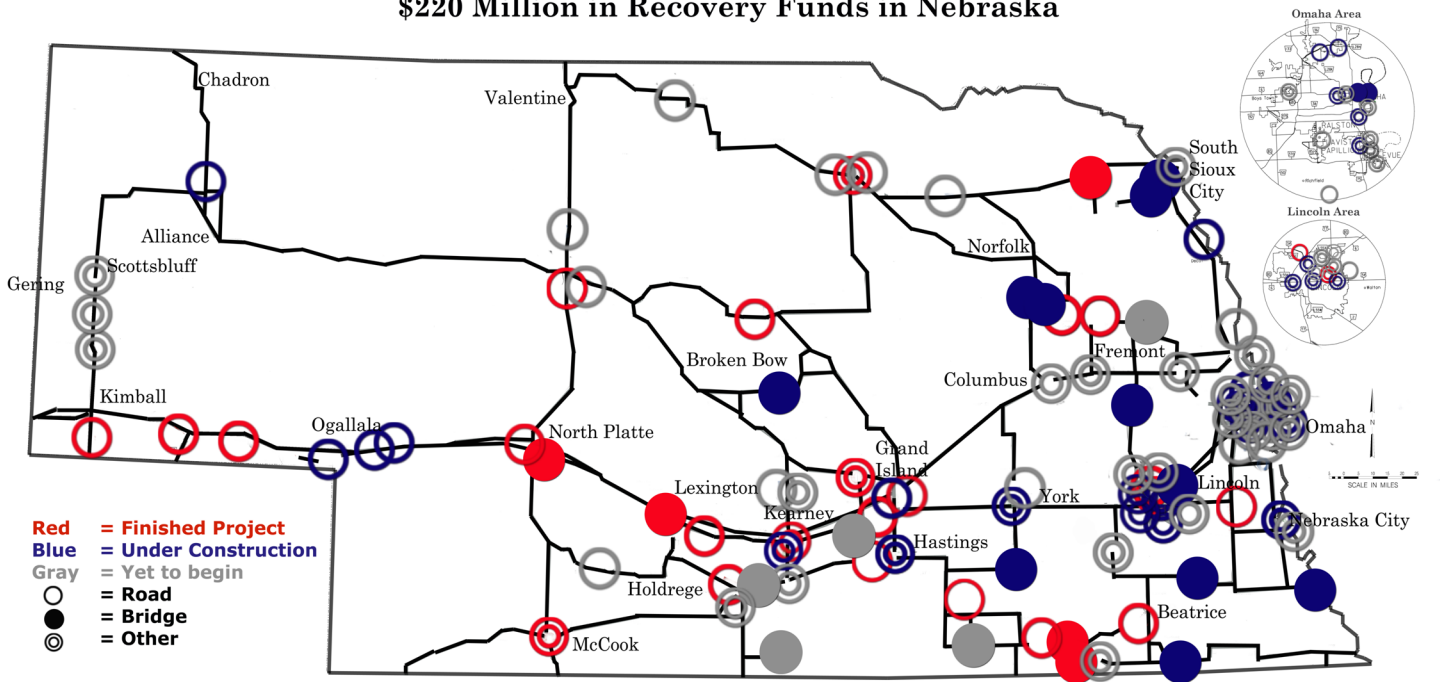 $220 Million in Recovery Funds in Nebraska
Omaha Area
Lincoln Area
Chadron
Valentine
South
Sioux
City
Alliance
Norfolk
Scottsbluff
Gering
Broken Bow
Fremont
Columbus
Kimball
Ogallala
North Platte
Grand
Island
Omaha
Lexington
Lincoln
SCALE IN MILES
York
Kearney
Nebraska City
Hastings
Holdrege
Beatrice
McCook
Red = Finished Project
Blue = Under Construction
Gray = Yet to begin
= Road
= Bridge
= Other
N
RALSTON